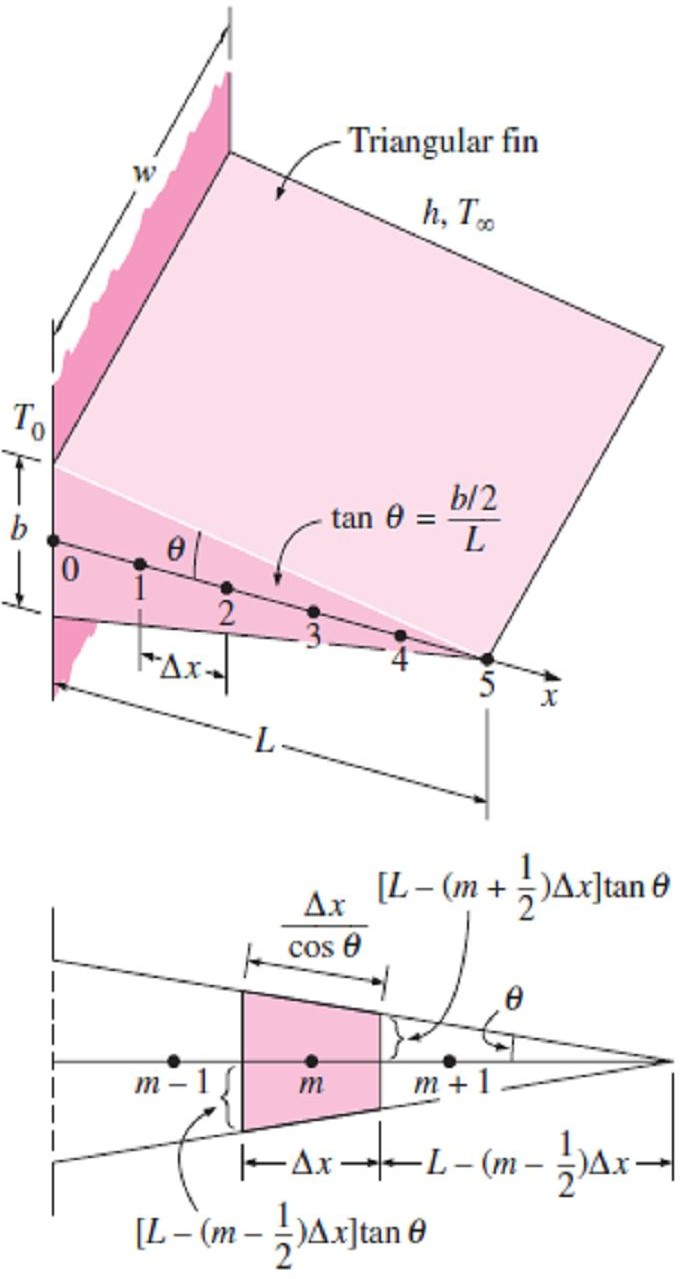 w
Triangular fin
h, T∞
T0
b
tan θ = b/2 / L
θ
0
1
2
3
4
5
Δx
x
L
[L – (m + 1/2)Δx]tan θ
Δx / cos θ
θ
m – 1
m
m + 1
Δx
L – (m – 1/2)Δx
[L – (m – 1/2)Δx]tan θ